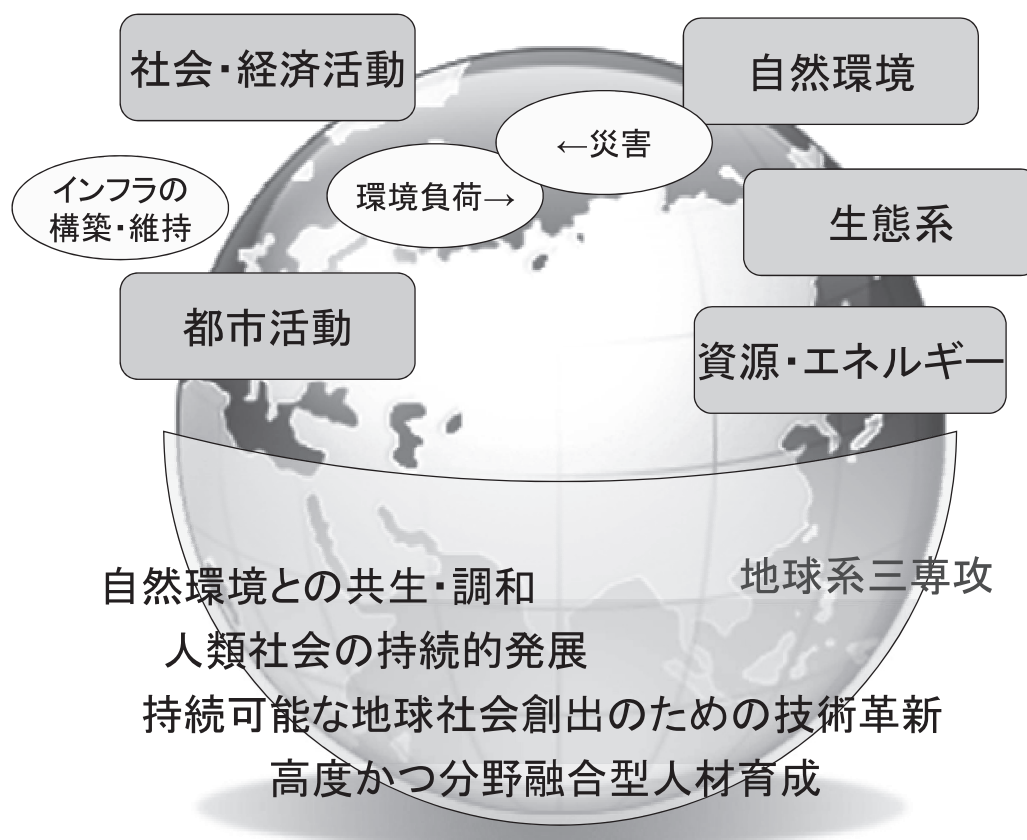 社会・経済活動
自然環境
←災害
環境負荷→
インフラの
構築・維持
生態系
都市活動
資源・エネルギー
地球系三専攻
自然環境との共生・調和
人類社会の持続的発展
持続可能な地球社会創出のための技術革新
高度かつ分野融合型人材育成